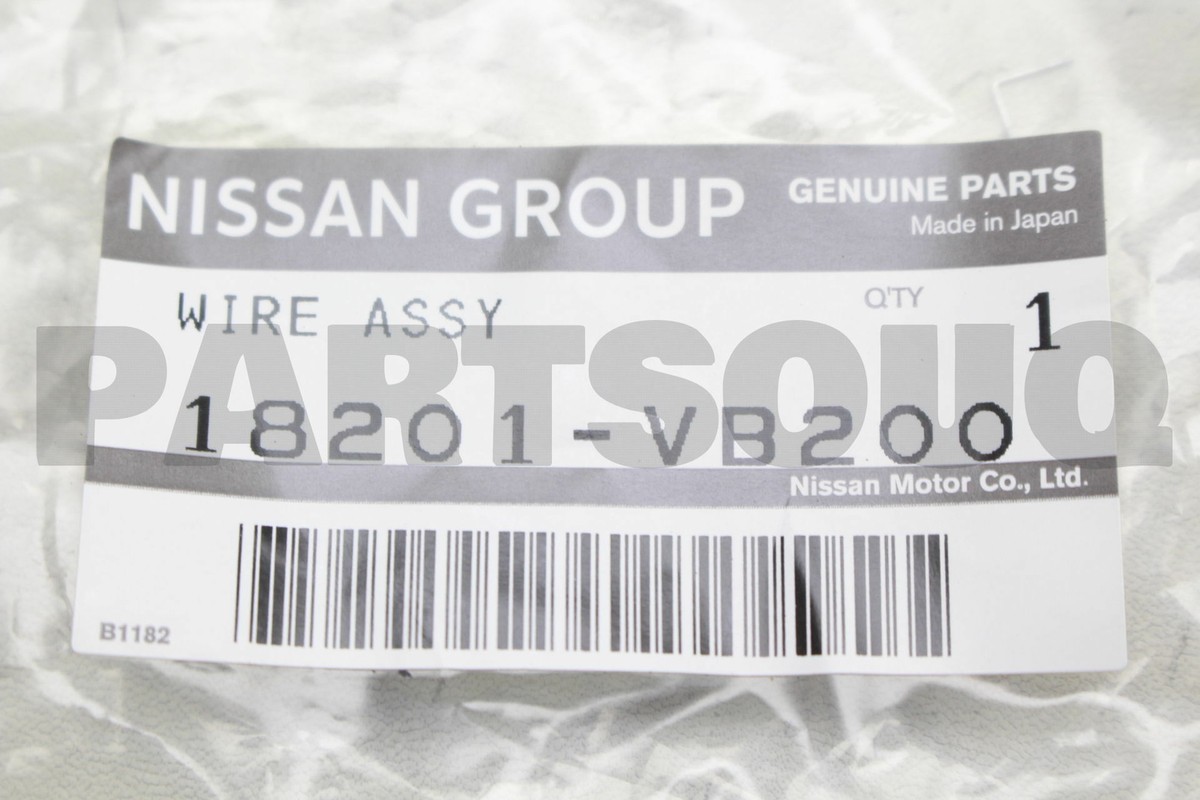 NISSAN GROUP
GENUINE PARTS
Made in Japan
WIRE ASSY
Q'TY
1
PARTSOUQ
18201-VB200
Nissan Motor Co., Ltd.
B1182